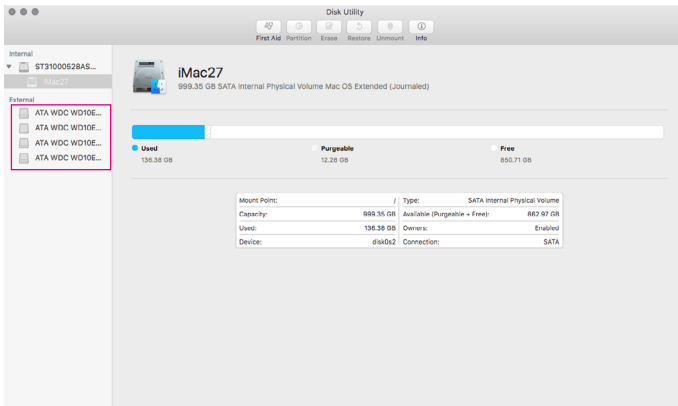 Disk Utility
First Aid Partition Erase Restore Unmount Info
Internal
ST31000528AS...
iMac27
External
ATA WDC WD10E...
ATA WDC WD10E...
ATA WDC WD10E...
ATA WDC WD10E...
iMac27
999.35 GB SATA Internal Physical Volume Mac OS Extended (Journaled)
Used Purgeable Free
136.38 GB 12.26 GB 850.71 GB
Mount Point: / Type: SATA Internal Physical Volume
Capacity: 999.35 GB Available (Purgeable + Free): 862.97 GB
Used: 136.38 GB Owners: Enabled
Device: disk0s2 Connection: SATA